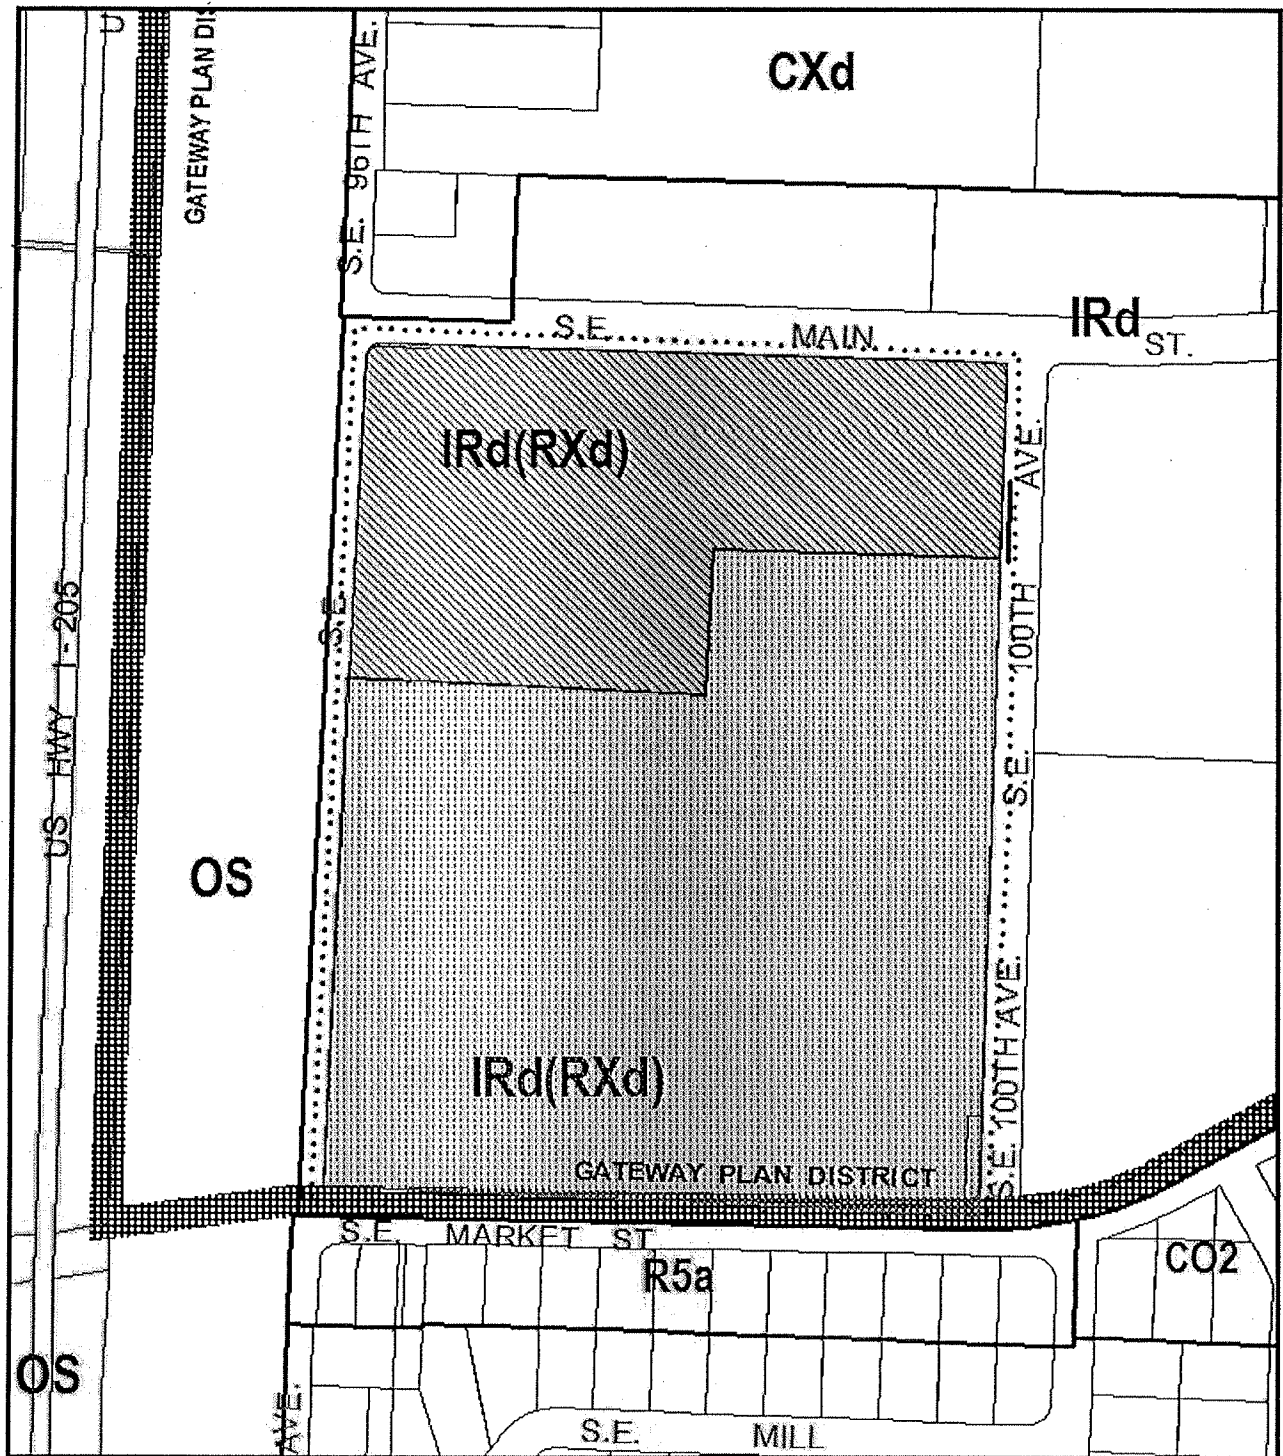 GATEWAY PLAN DIS
S.E. 96TH AVE.
CXd
S.E. MAIN ST.
IRd
IRd(RXd)
S.E.
S.E. 100TH AVE.
US HWY I-205
OS
S.E. 100TH AVE.
IRd(RXd)
GATEWAY PLAN DISTRICT
S.E. MARKET ST
R5a
CO2
OS
AVE.
S.E. MILL